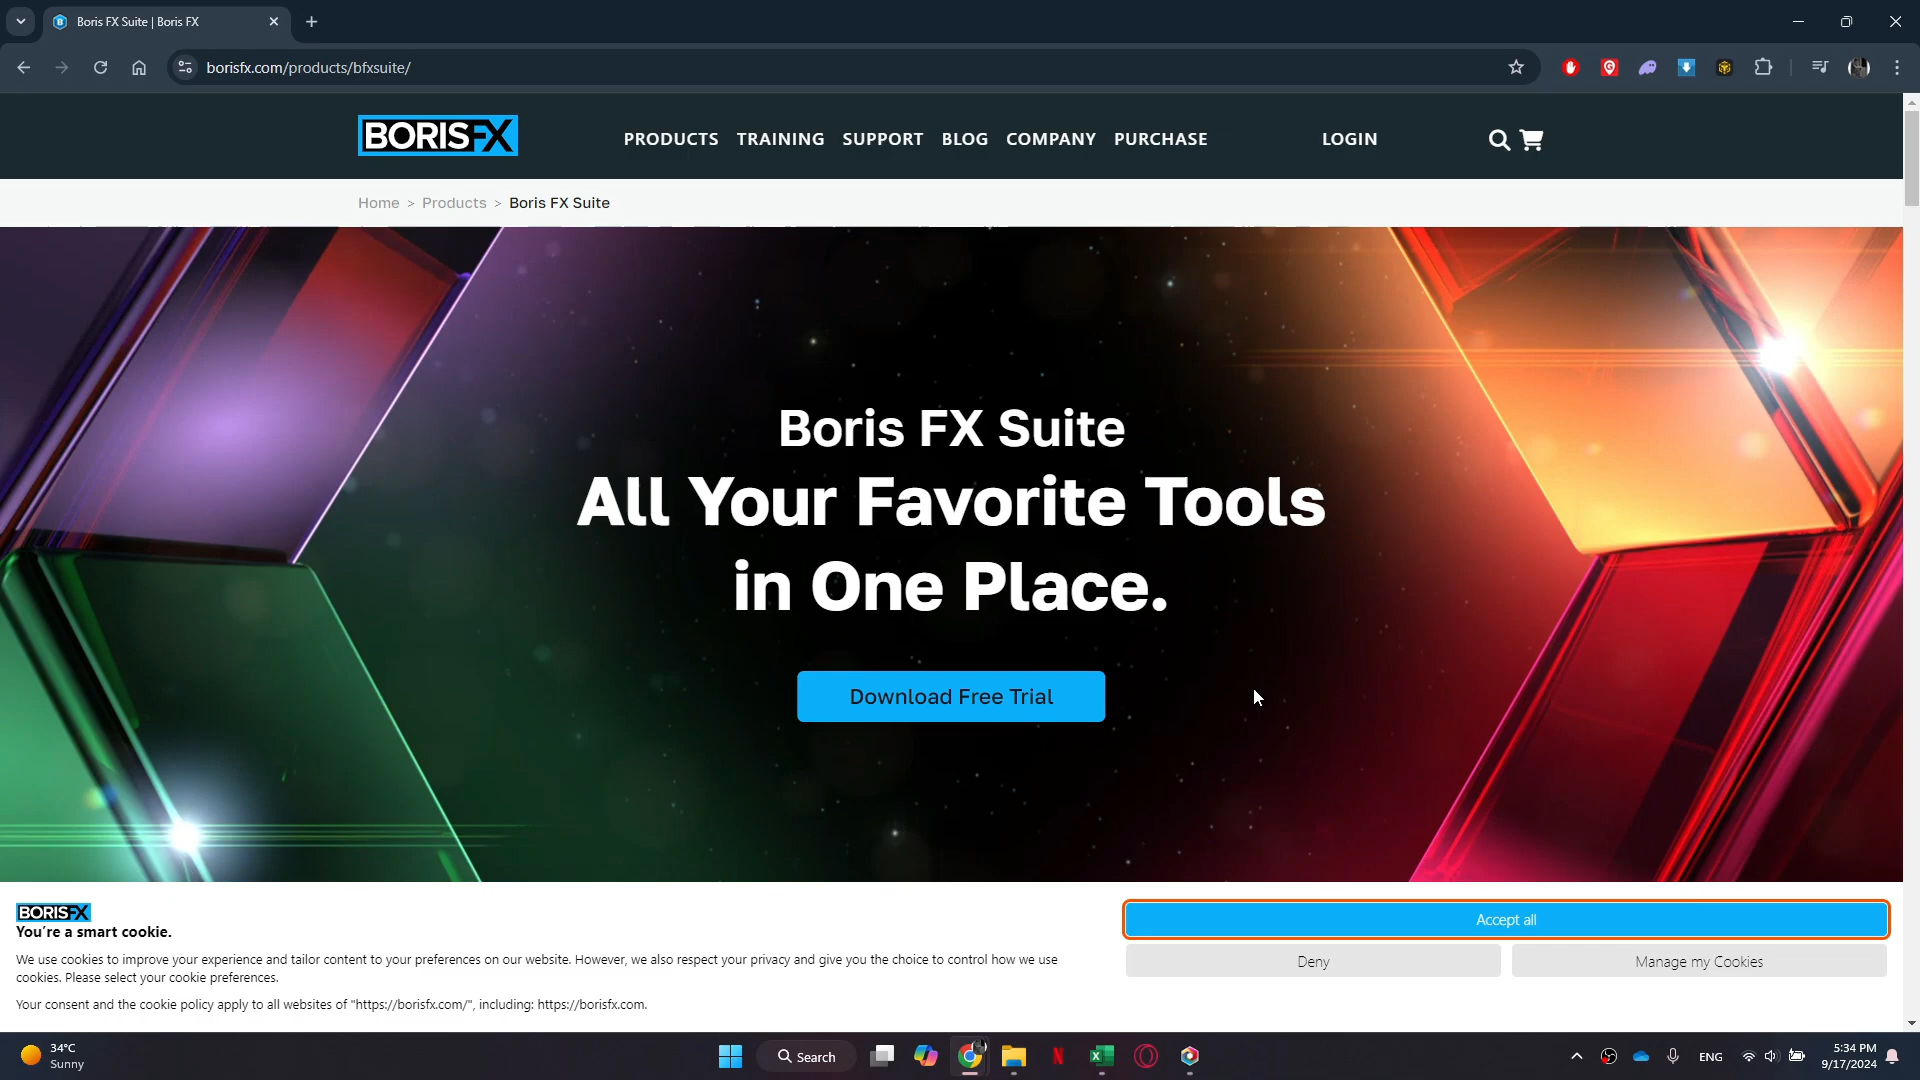 Boris FX Suite | Boris FX
borisfx.com/products/bfxsuite/
BORISFX
PRODUCTS TRAINING SUPPORT BLOG COMPANY PURCHASE LOGIN
Home > Products > Boris FX Suite
Boris FX Suite
All Your Favorite Tools
in One Place.
Download Free Trial
BORISFX
You're a smart cookie.
We use cookies to improve your experience and tailor content to your preferences on our website. However, we also respect your privacy and give you the choice to control how we use
cookies. Please select your cookie preferences.
Your consent and the cookie policy apply to all websites of "https://borisfx.com/", including: https://borisfx.com.
Accept all
Deny
Manage my Cookies
34°C
Sunny
Search
ENG
5:34 PM
9/17/2024